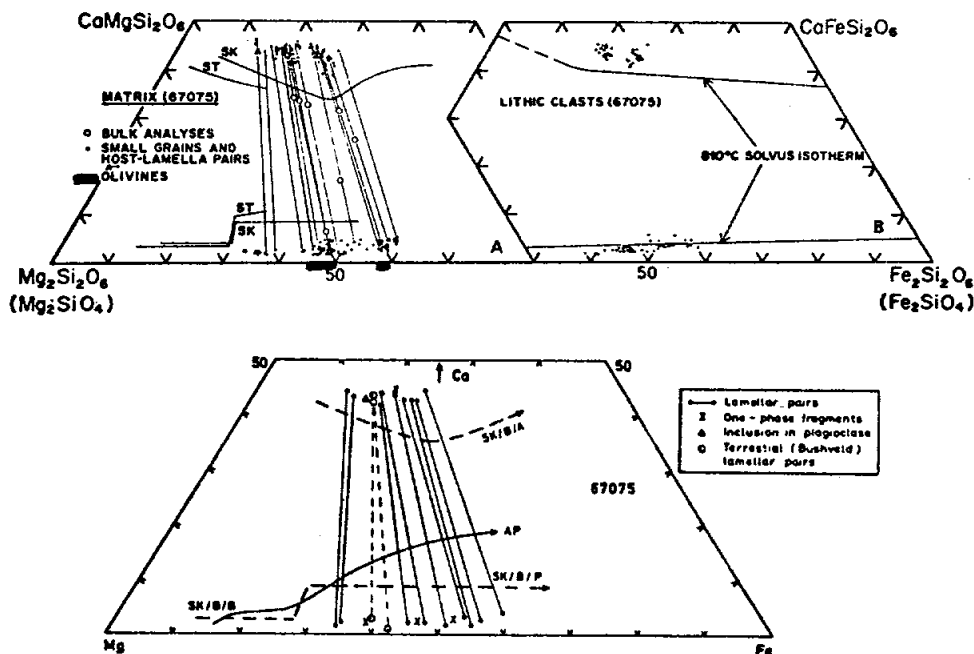 CaMgSi₂O₆
CaFeSi₂O₆
SK
ST
MATRIX (67075)
○ BULK ANALYSES
• SMALL GRAINS AND
HOST-LAMELLA PAIRS
OLIVINES
ST
SK
A
50
Mg₂Si₂O₆
(Mg₂SiO₄)
LITHIC CLASTS (67075)
810°C SOLVUS ISOTHERM
B
50
Fe₂Si₂O₆
(Fe₂SiO₄)
50
50
↑ Ca
SK/B/A
Lamellar pairs
x One-phase fragments
▵ Inclusion in plagioclase
○ Terrestial (Bushveld)
lamellar pairs
67075
AP
SK/B/P
SK/B/B
Mg
Fe